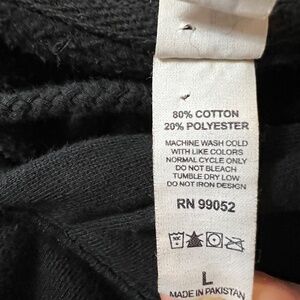 80% COTTON
20% POLYESTER
MACHINE WASH COLD
WITH LIKE COLORS
NORMAL CYCLE ONLY
DO NOT BLEACH
TUMBLE DRY LOW
DO NOT IRON DESIGN
RN 99052
L
MADE IN PAKISTAN